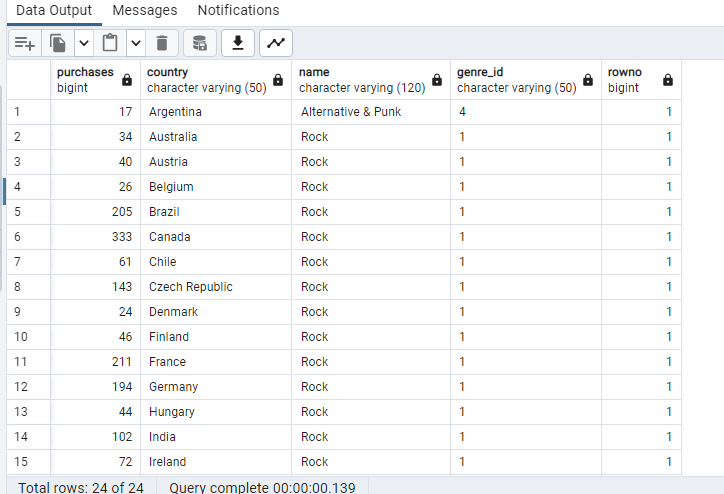 Data Output Messages Notifications
purchases country name genre_id rowno
bigint character varying (50) character varying (120) character varying (50) bigint
1 17 Argentina Alternative & Punk 4 1
2 34 Australia Rock 1 1
3 40 Austria Rock 1 1
4 26 Belgium Rock 1 1
5 205 Brazil Rock 1 1
6 333 Canada Rock 1 1
7 61 Chile Rock 1 1
8 143 Czech Republic Rock 1 1
9 24 Denmark Rock 1 1
10 46 Finland Rock 1 1
11 211 France Rock 1 1
12 194 Germany Rock 1 1
13 44 Hungary Rock 1 1
14 102 India Rock 1 1
15 72 Ireland Rock 1 1
Total rows: 24 of 24 Query complete 00:00:00.139